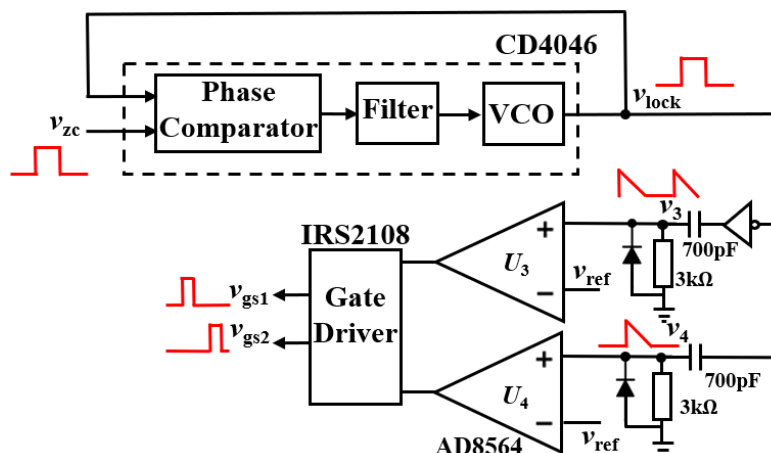 CD4046
Phase Comparator
Filter
VCO
v_zc
v_lock
IRS2108
Gate Driver
v_gs1
v_gs2
+
U_3
−
v_ref
v_3
700pF
3kΩ
+
U_4
−
v_ref
v_4
700pF
3kΩ
AD8564